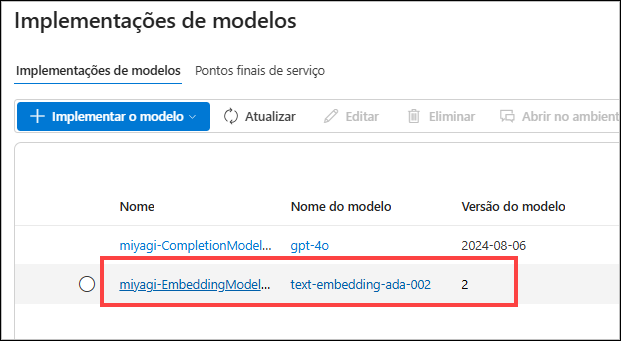 Implementações de modelos
Implementações de modelos Pontos finais de serviço
Implementar o modelo Atualizar Editar Eliminar Abrir no ambient
Nome Nome do modelo Versão do modelo
miyagi-CompletionModel... gpt-4o 2024-08-06
miyagi-EmbeddingModel... text-embedding-ada-002 2